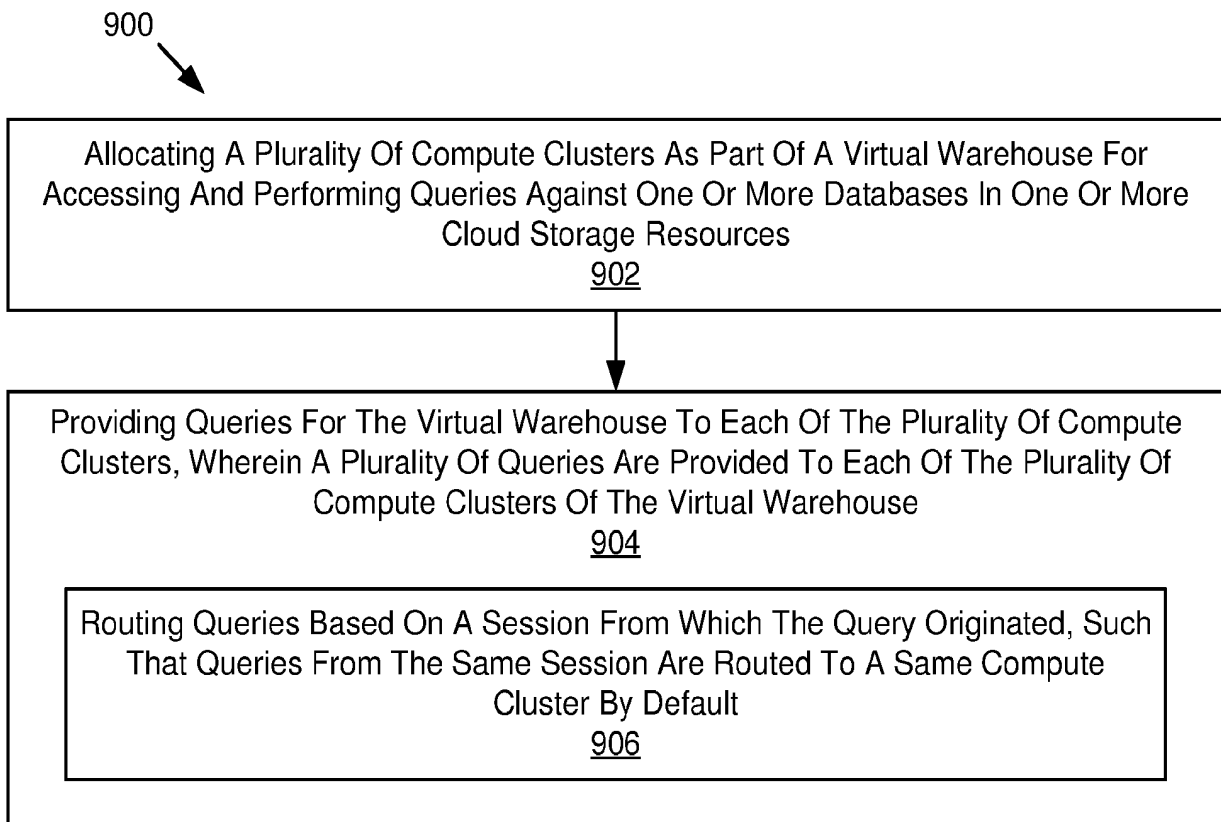 900
Allocating A Plurality Of Compute Clusters As Part Of A Virtual Warehouse For
Accessing And Performing Queries Against One Or More Databases In One Or More
Cloud Storage Resources
902
Providing Queries For The Virtual Warehouse To Each Of The Plurality Of Compute
Clusters, Wherein A Plurality Of Queries Are Provided To Each Of The Plurality Of
Compute Clusters Of The Virtual Warehouse
904
Routing Queries Based On A Session From Which The Query Originated, Such
That Queries From The Same Session Are Routed To A Same Compute
Cluster By Default
906